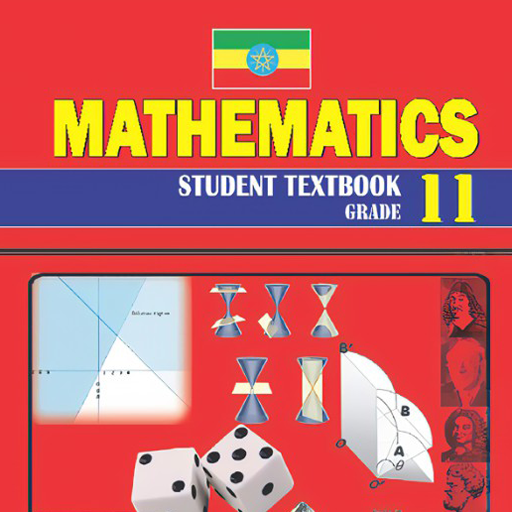 MATHEMATICS
STUDENT TEXTBOOK
GRADE 11
B'
B
A
θ
O
O'